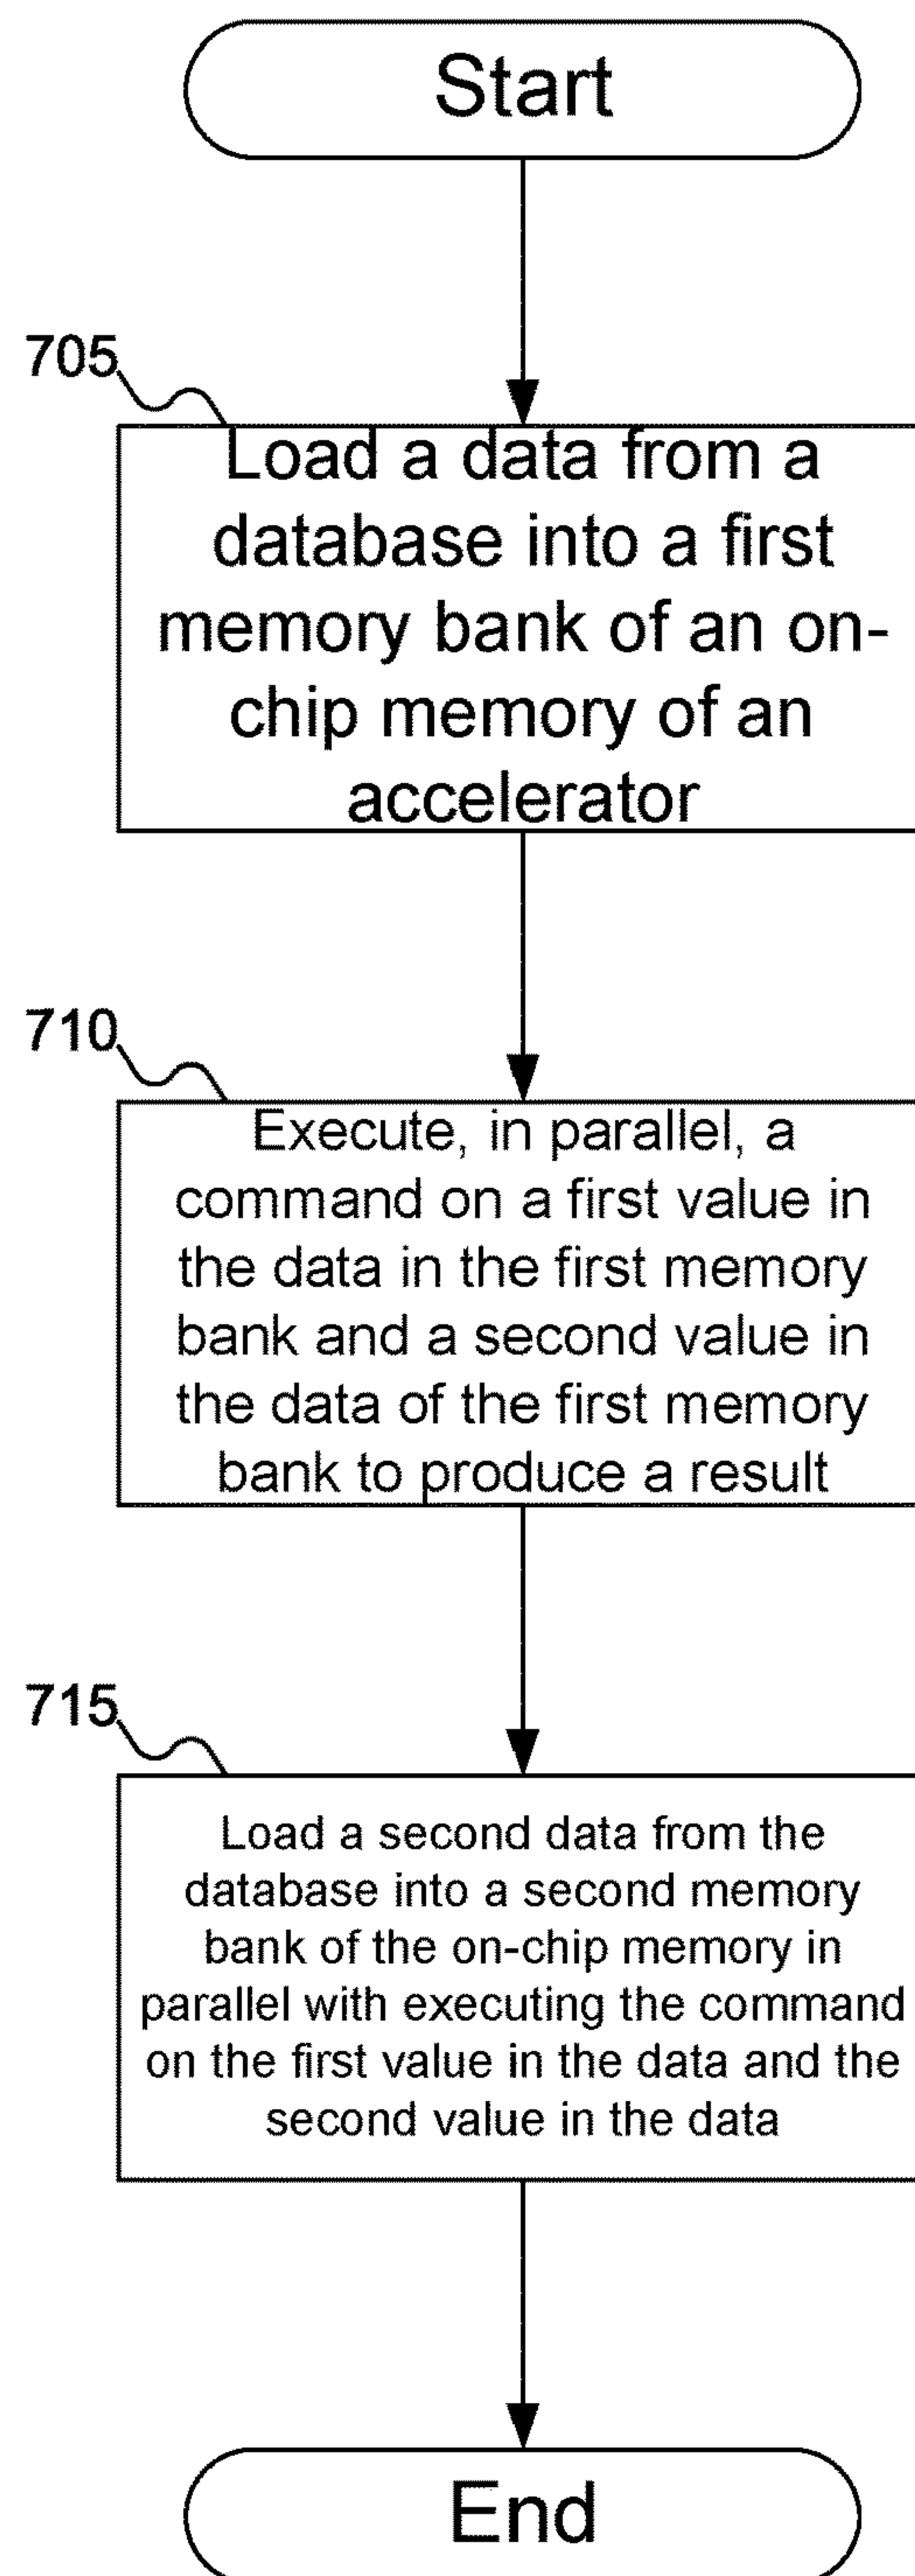 Start
705
Load a data from a
database into a first
memory bank of an on-
chip memory of an
accelerator
710
Execute, in parallel, a
command on a first value in
the data in the first memory
bank and a second value in
the data of the first memory
bank to produce a result
715
Load a second data from the
database into a second memory
bank of the on-chip memory in
parallel with executing the command
on the first value in the data and the
second value in the data
End